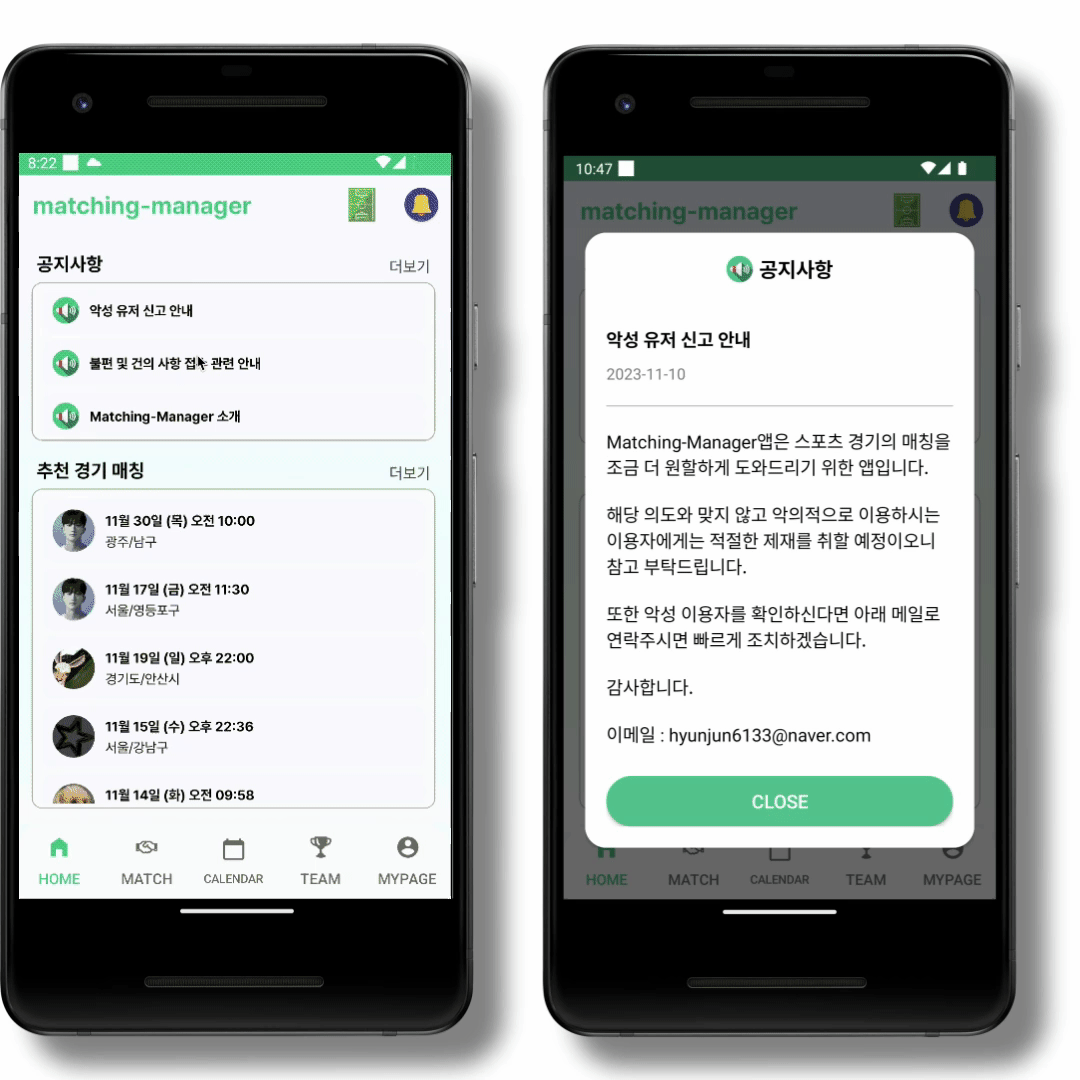 8:22
matching-manager
공지사항
더보기
악성 유저 신고 안내
불편 및 건의 사항 접수 관련 안내
Matching-Manager 소개
추천 경기 매칭
더보기
11월 30일 (목) 오전 10:00
광주/남구
11월 17일 (금) 오전 11:30
서울/영등포구
11월 19일 (일) 오후 22:00
경기도/안산시
11월 15일 (수) 오후 22:36
서울/강남구
11월 14일 (화) 오전 09:58
HOME
MATCH
CALENDAR
TEAM
MYPAGE
10:47
matching-manager
공지사항
악성 유저 신고 안내
2023-11-10
Matching-Manager앱은 스포츠 경기의 매칭을
조금 더 원할하게 도와드리기 위한 앱입니다.
해당 의도와 맞지 않고 악의적으로 이용하시는
이용자에게는 적절한 제재를 취할 예정이오니
참고 부탁드립니다.
또한 악성 이용자를 확인하신다면 아래 메일로
연락주시면 빠르게 조치하겠습니다.
감사합니다.
이메일 : hyunjun6133@naver.com
CLOSE
HOME
MATCH
CALENDAR
TEAM
MYPAGE